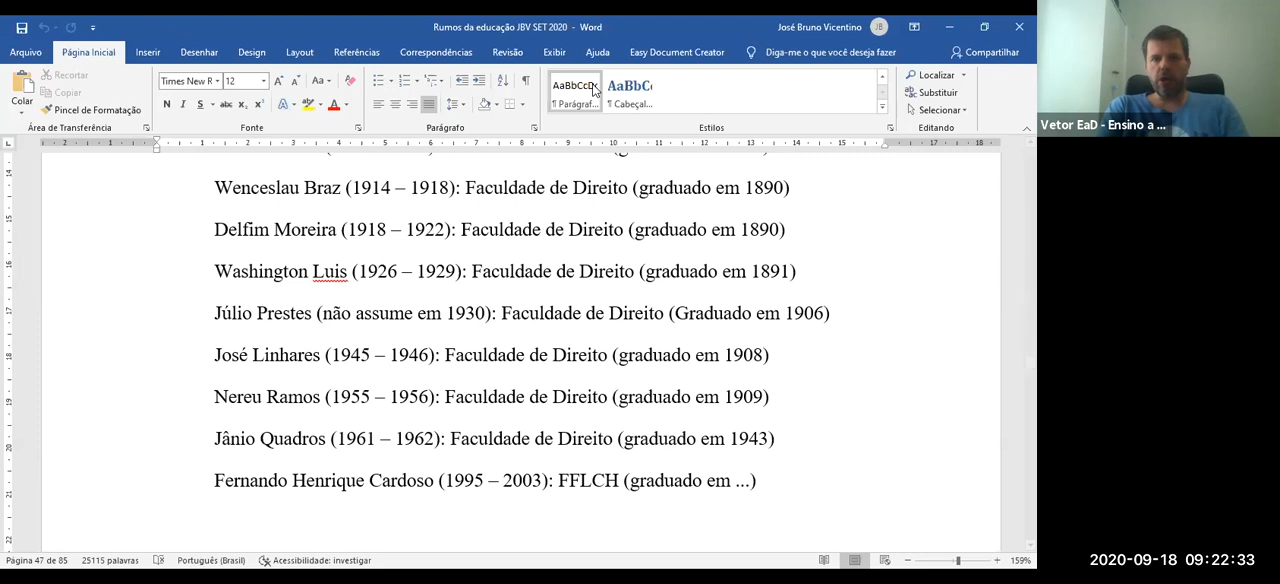 Rumos da educação JBV SET 2020 - Word
José Bruno Vicentino
JB
Arquivo
Página Inicial
Inserir
Desenhar
Design
Layout
Referências
Correspondências
Revisão
Exibir
Ajuda
Easy Document Creator
Diga-me o que você deseja fazer
Compartilhar
Colar
Recortar
Copiar
Pincel de Formatação
Área de Transferência
Times New R
12
Fonte
Parágrafo
AaBbCcD
¶ Parágraf...
AaBbCc
¶ Cabeçal...
Estilos
Localizar
Substituir
Selecionar
Editando
Vetor EaD - Ensino a ...
Wenceslau Braz (1914 – 1918): Faculdade de Direito (graduado em 1890)
Delfim Moreira (1918 – 1922): Faculdade de Direito (graduado em 1890)
Washington Luis (1926 – 1929): Faculdade de Direito (graduado em 1891)
Júlio Prestes (não assume em 1930): Faculdade de Direito (Graduado em 1906)
José Linhares (1945 – 1946): Faculdade de Direito (graduado em 1908)
Nereu Ramos (1955 – 1956): Faculdade de Direito (graduado em 1909)
Jânio Quadros (1961 – 1962): Faculdade de Direito (graduado em 1943)
Fernando Henrique Cardoso (1995 – 2003): FFLCH (graduado em ...)
Página 47 de 85
25115 palavras
Português (Brasil)
Acessibilidade: investigar
159%
2020-09-18 09:22:33